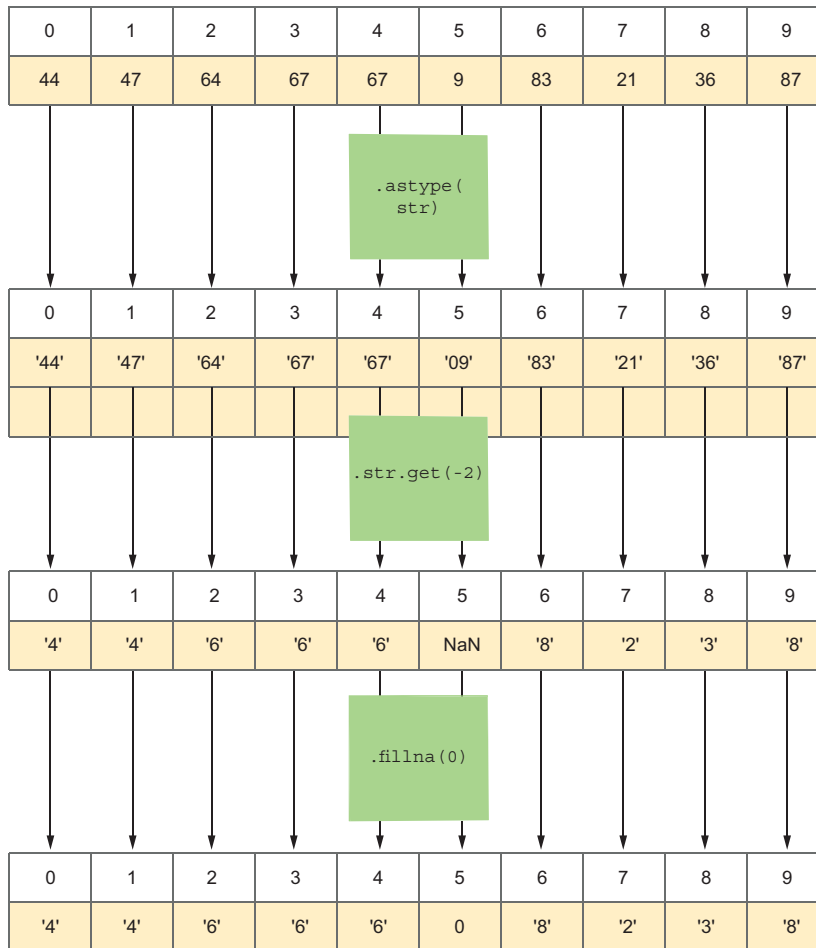 0 1 2 3 4 5 6 7 8 9
44 47 64 67 67 9 83 21 36 87
.astype(
str)
0 1 2 3 4 5 6 7 8 9
'44' '47' '64' '67' '67' '09' '83' '21' '36' '87'
.str.get(-2)
0 1 2 3 4 5 6 7 8 9
'4' '4' '6' '6' '6' NaN '8' '2' '3' '8'
.fillna(0)
0 1 2 3 4 5 6 7 8 9
'4' '4' '6' '6' '6' 0 '8' '2' '3' '8'